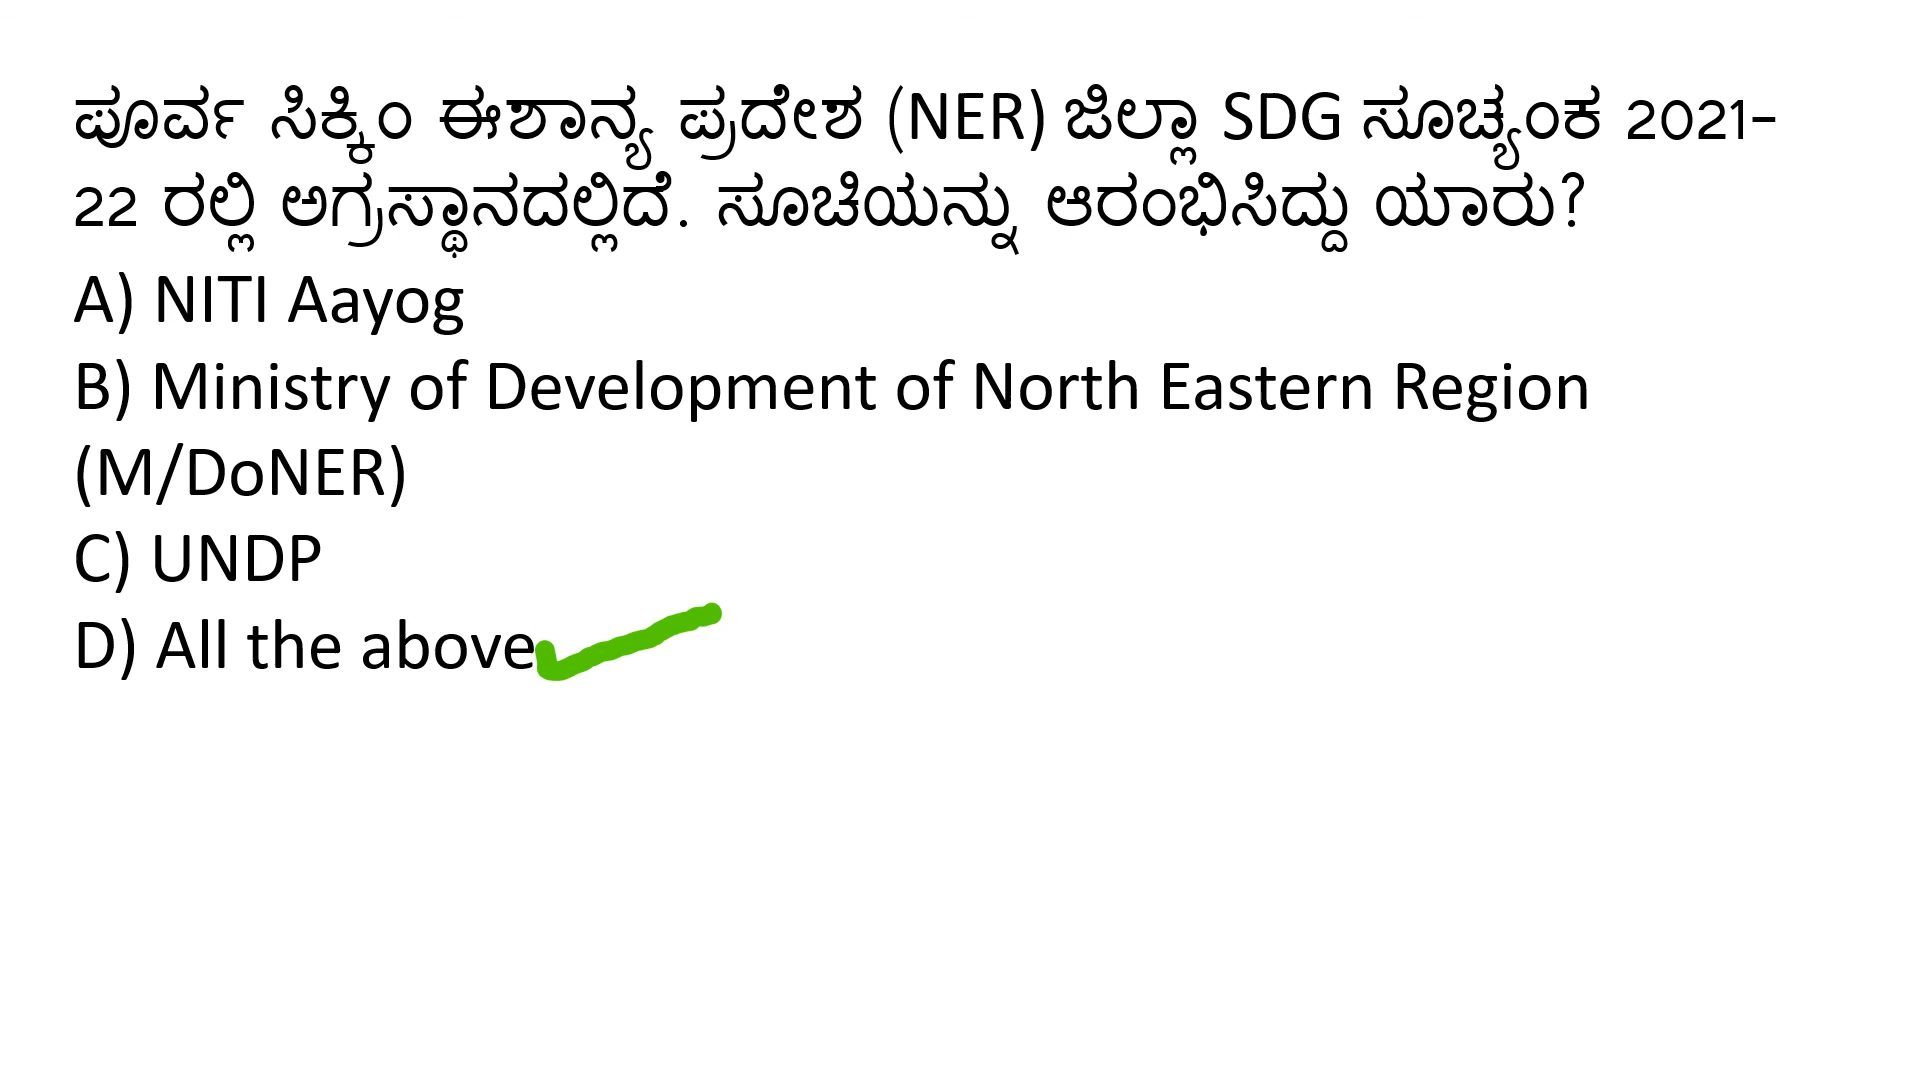 ಪೂರ್ವ ಸಿಕ್ಕಿಂ ಈಶಾನ್ಯ ಪ್ರದೇಶ (NER) ಜಿಲ್ಲಾ SDG ಸೂಚ್ಯಂಕ 2021-
22 ರಲ್ಲಿ ಅಗ್ರಸ್ಥಾನದಲ್ಲಿದೆ. ಸೂಚಿಯನ್ನು ಆರಂಭಿಸಿದ್ದು ಯಾರು?
A) NITI Aayog
B) Ministry of Development of North Eastern Region
(M/DoNER)
C) UNDP
D) All the above